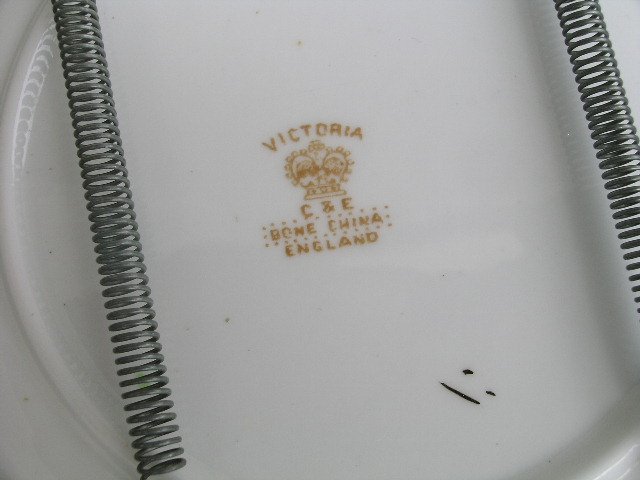 VICTORIA
C & E
BONE CHINA
ENGLAND